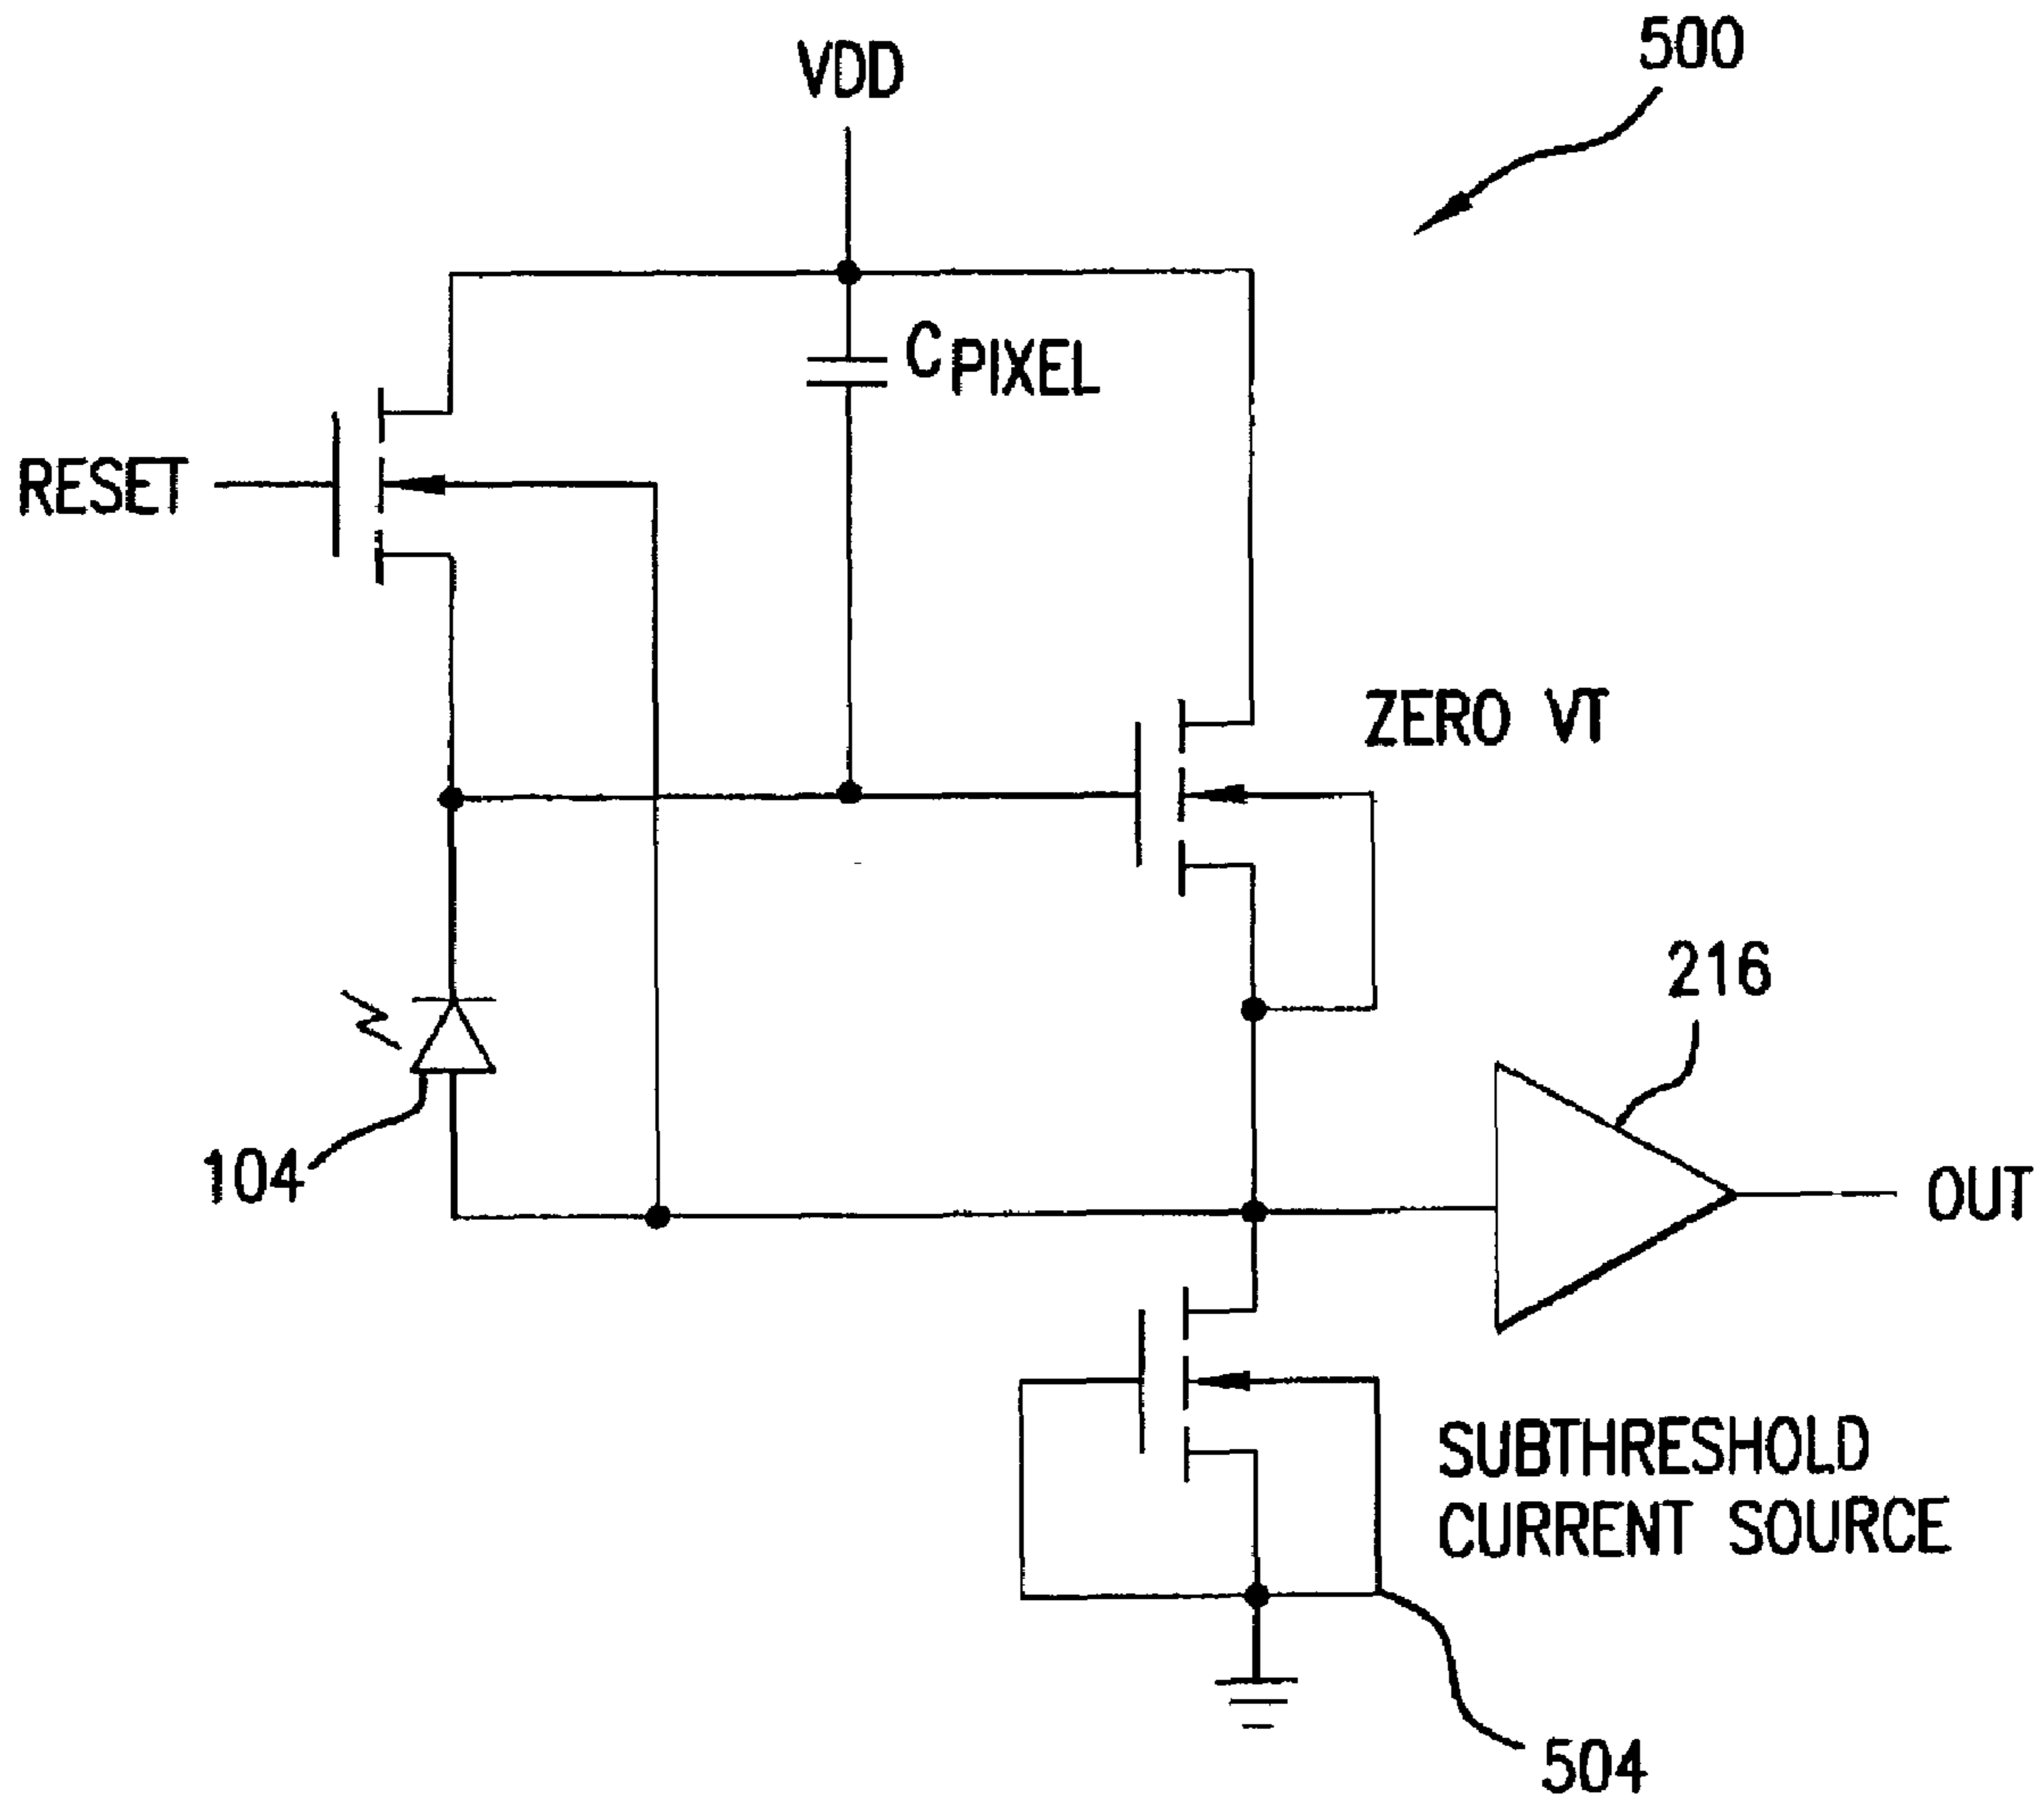 500
VDD
CPIXEL
RESET
ZERO VT
216
104
OUT
SUBTHRESHOLD
CURRENT SOURCE
504